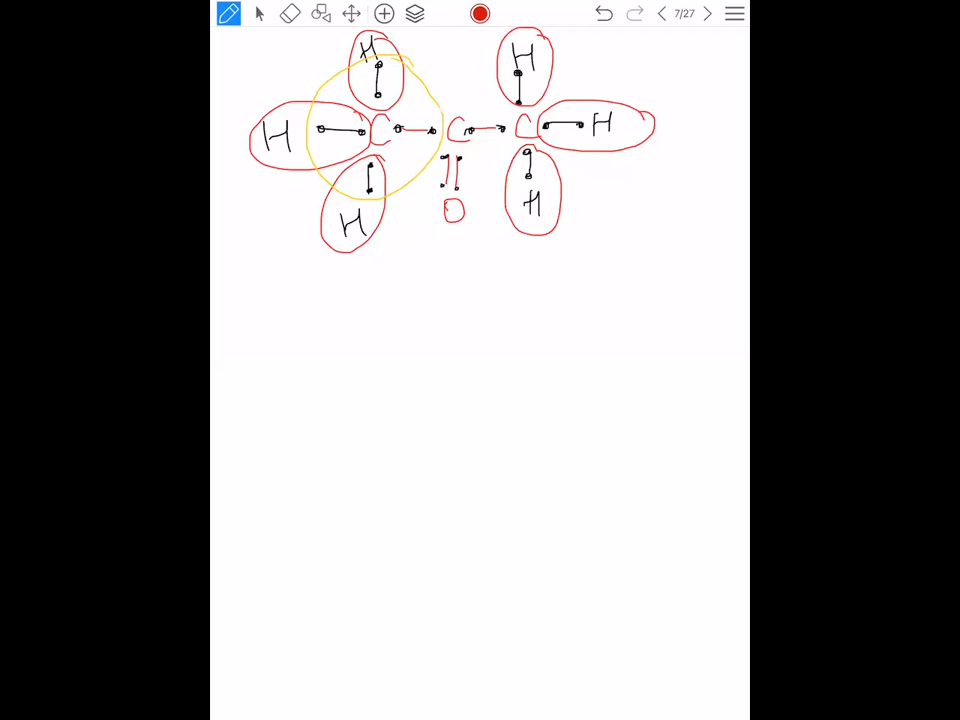 7/27
H H
H C C C H
H O H